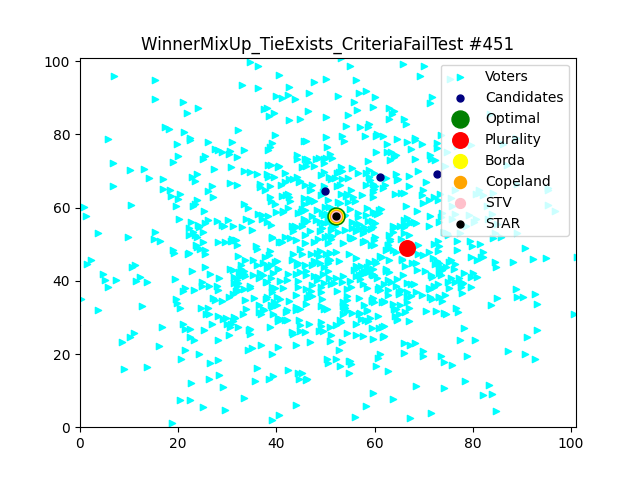 WinnerMixUp_TieExists_CriteriaFailTest #451
100
80
60
40
20
0
0 20 40 60 80 100
Voters
Candidates
Optimal
Plurality
Borda
Copeland
STV
STAR